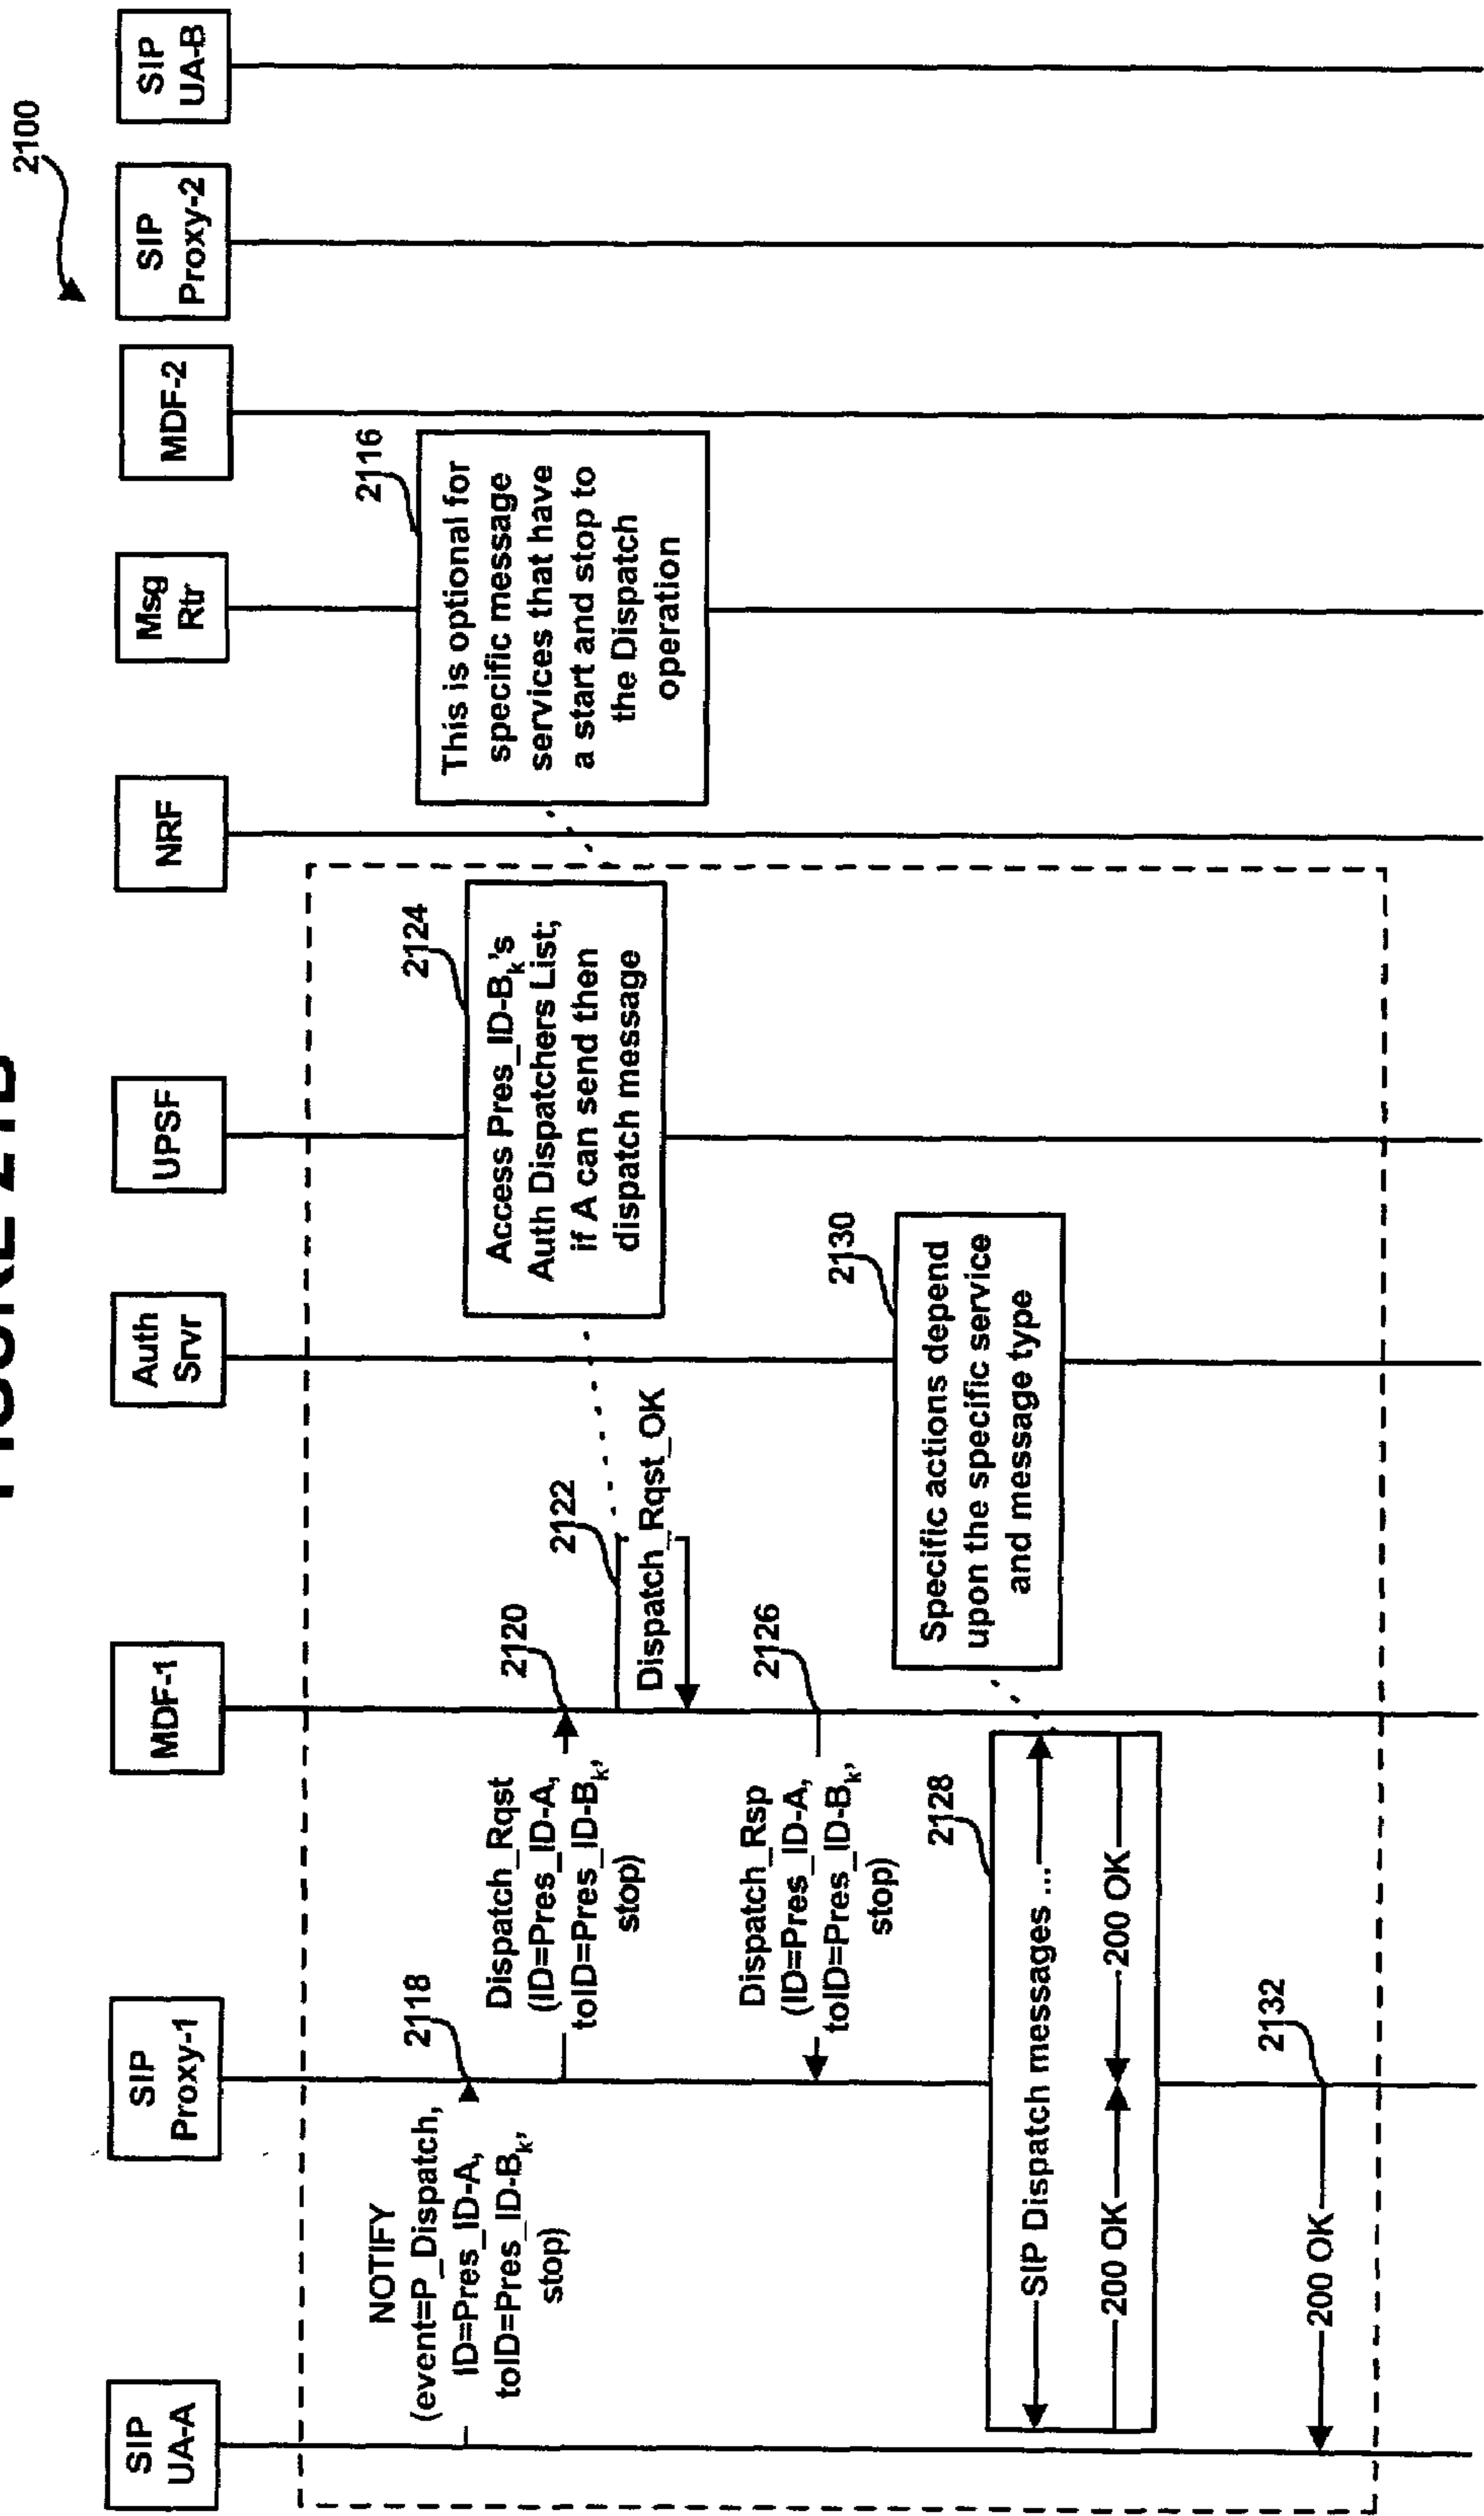 FIGURE 21B
2100
SIP
UA-A
SIP
Proxy-1
MDF-1
Auth
Srvr
UPSF
NRF
Msg
Rtr
MDF-2
SIP
Proxy-2
SIP
UA-B
2116
This is optional for
specific message
services that have
a start and stop to
the Dispatch
operation
NOTIFY
(event=P_Dispatch,
ID=Pres_ID-A,
toID=Pres_ID-Bk,
stop)
2118
Dispatch_Rqst
(ID=Pres_ID-A,
toID=Pres_ID-Bk,
stop)
2120
2122
Dispatch_Rqst_OK
2124
Access Pres_ID-Bk's
Auth Dispatchers List;
if A can send then
dispatch message
Dispatch_Rsp
(ID=Pres_ID-A,
toID=Pres_ID-Bk,
stop)
2126
2128
SIP Dispatch messages ...
200 OK
200 OK
2130
Specific actions depend
upon the specific service
and message type
200 OK
2132